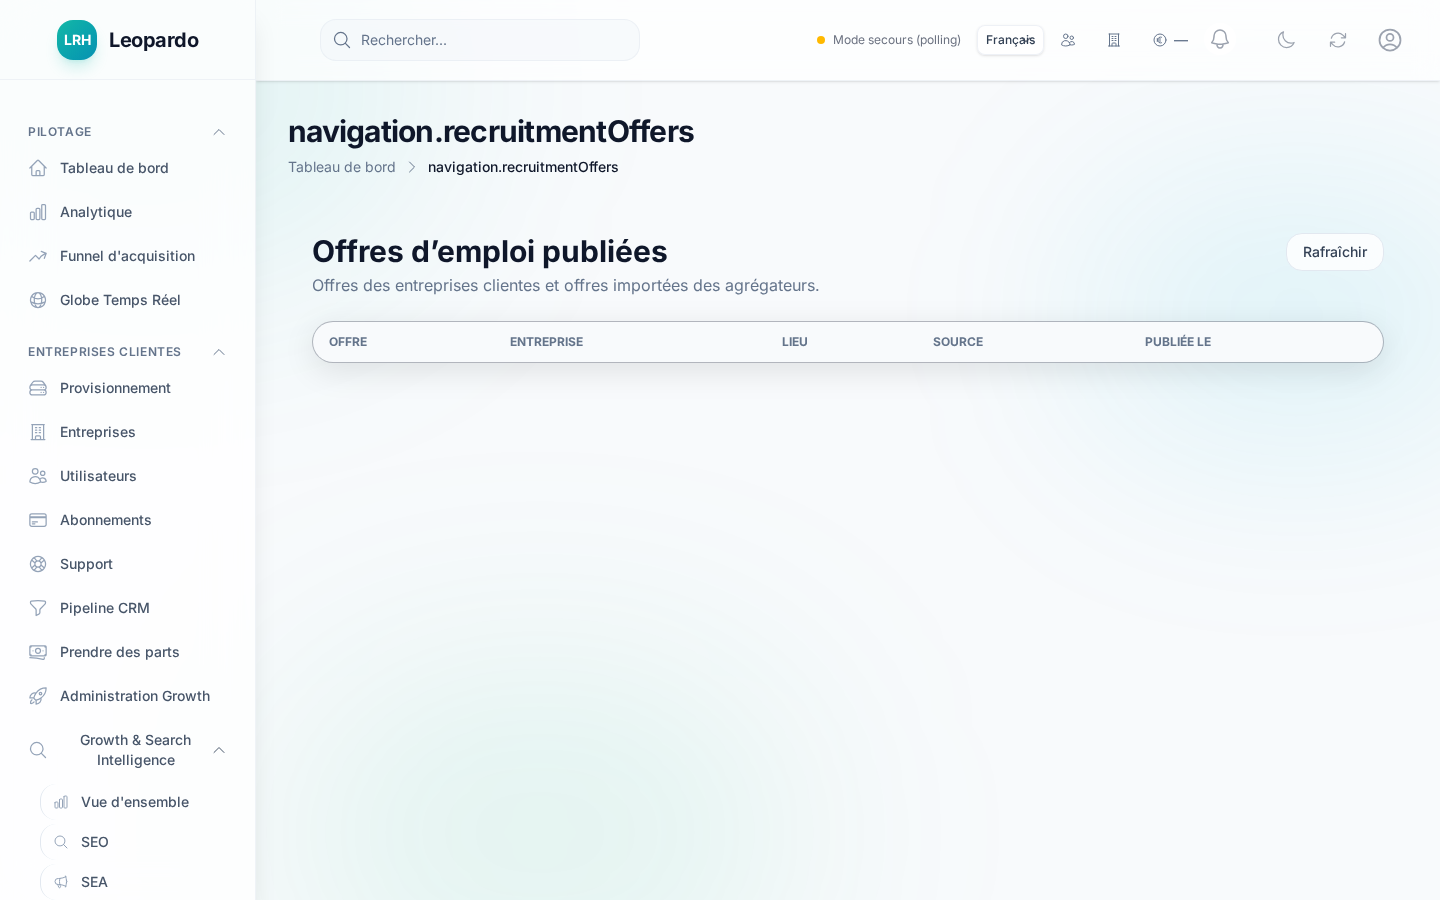 LRH
Leopardo
Rechercher...
Mode secours (polling)
Français
—
PILOTAGE
Tableau de bord
Analytique
Funnel d'acquisition
Globe Temps Réel
ENTREPRISES CLIENTES
Provisionnement
Entreprises
Utilisateurs
Abonnements
Support
Pipeline CRM
Prendre des parts
Administration Growth
Growth & Search
Intelligence
Vue d'ensemble
SEO
SEA
navigation.recruitmentOffers
Tableau de bord
navigation.recruitmentOffers
Offres d’emploi publiées
Offres des entreprises clientes et offres importées des agrégateurs.
Rafraîchir
OFFRE ENTREPRISE LIEU SOURCE PUBLIÉE LE